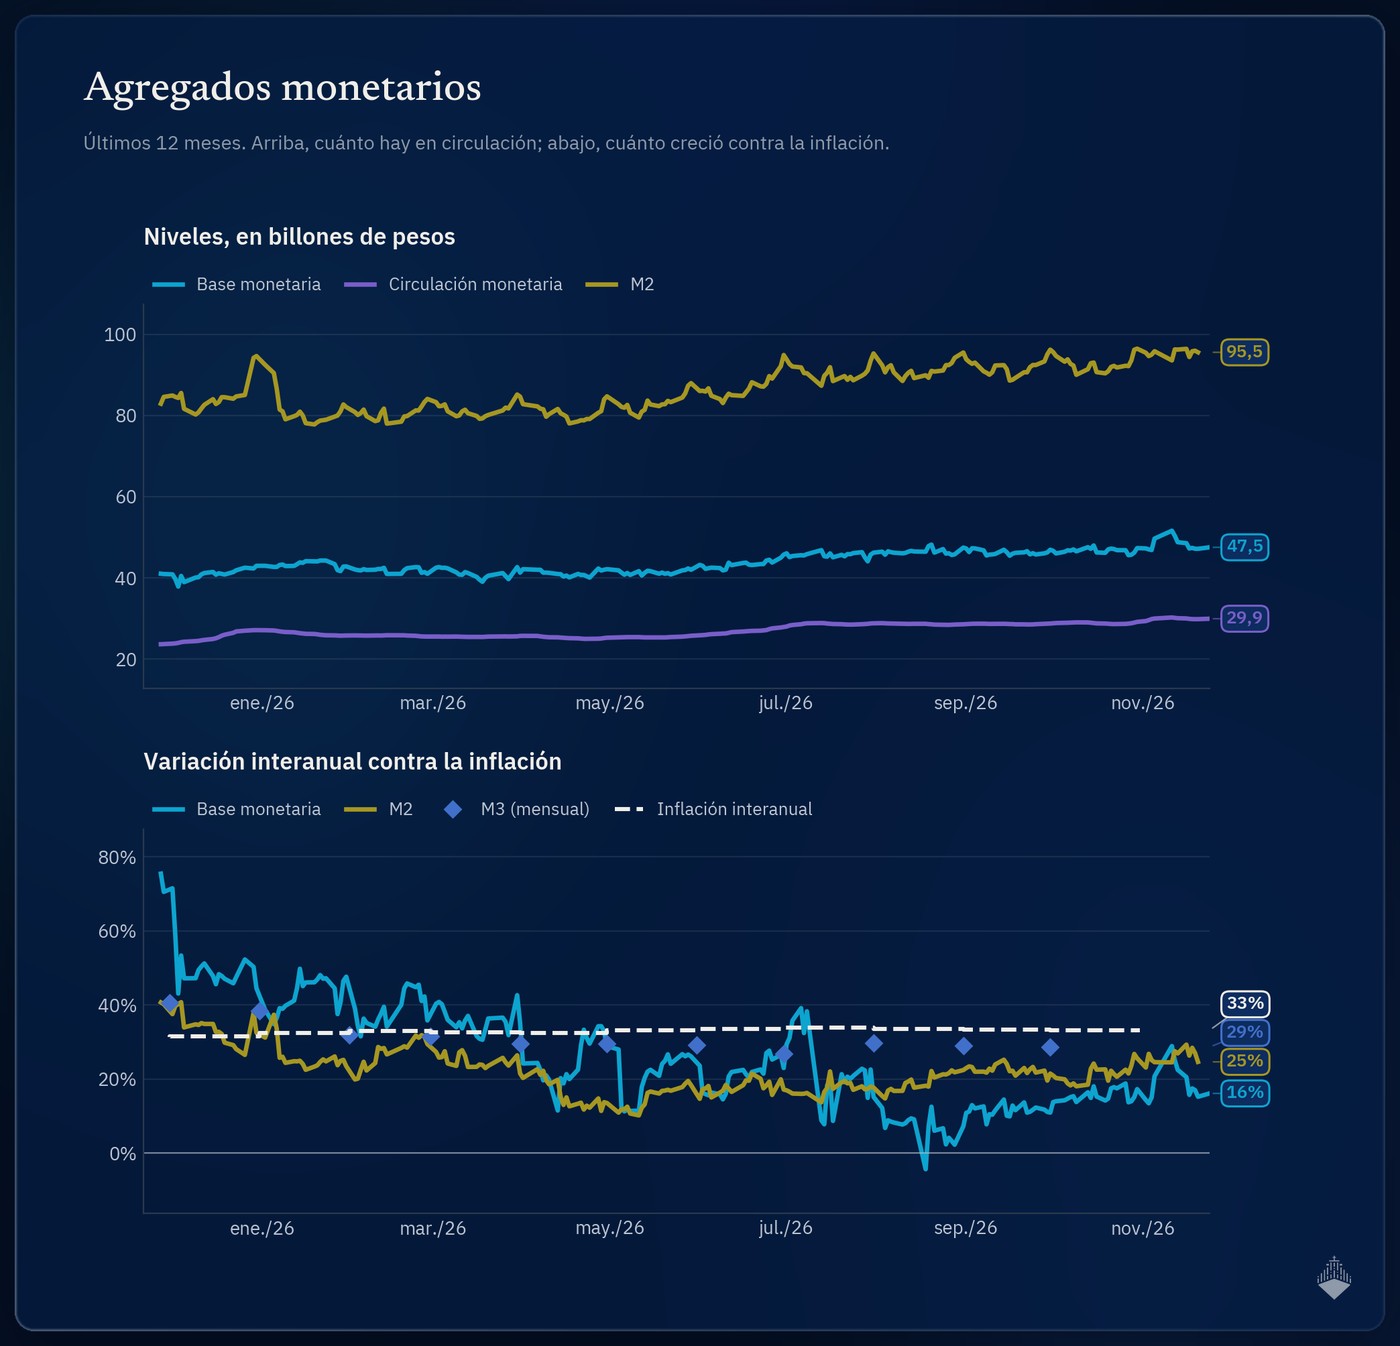 Agregados monetarios
Últimos 12 meses. Arriba, cuánto hay en circulación; abajo, cuánto creció contra la inflación.
Niveles, en billones de pesos
Base monetaria Circulación monetaria M2
100
80
60
40
20
95,5
47,5
29,9
ene./26 mar./26 may./26 jul./26 sep./26 nov./26
Variación interanual contra la inflación
Base monetaria M2 M3 (mensual) Inflación interanual
80%
60%
40%
20%
0%
33%
29%
25%
16%
ene./26 mar./26 may./26 jul./26 sep./26 nov./26